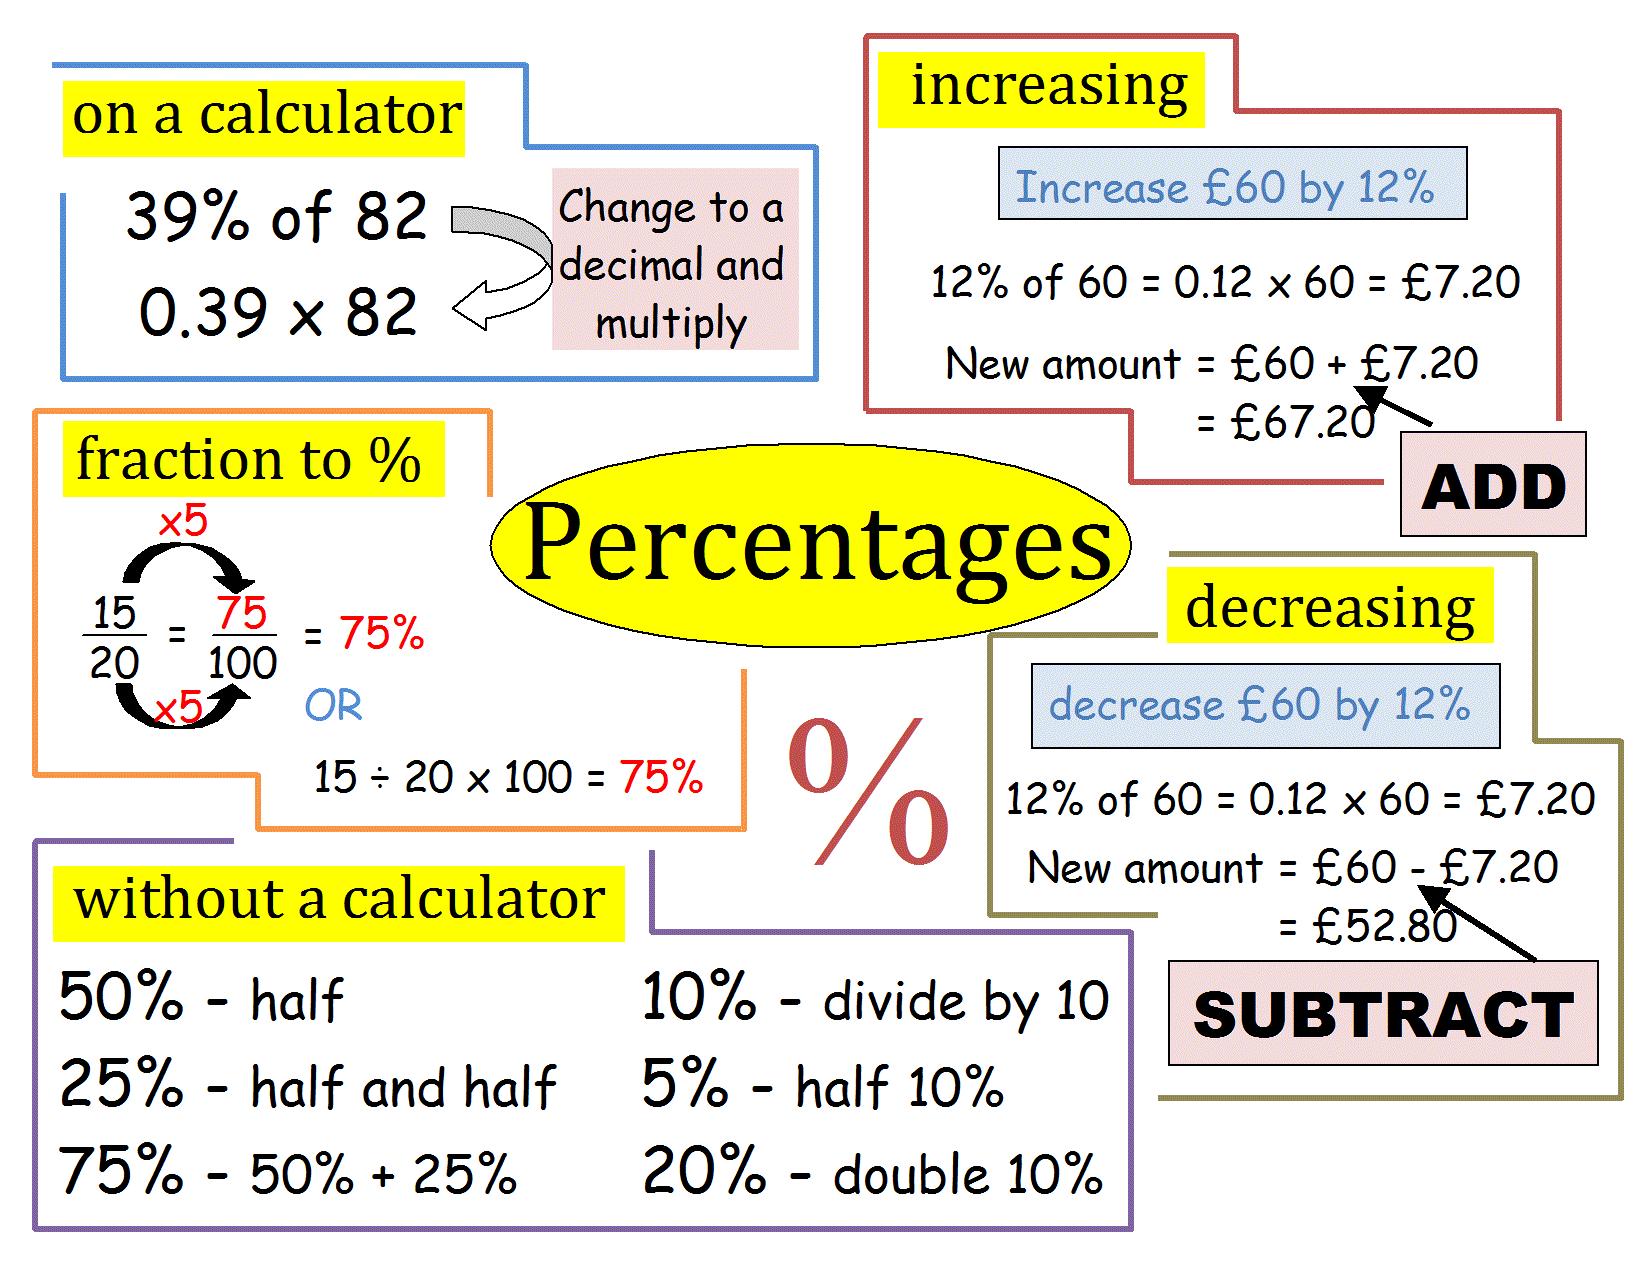 on a calculator
39% of 82
0.39 x 82
Change to a
decimal and
multiply
increasing
Increase £60 by 12%
12% of 60 = 0.12 x 60 = £7.20
New amount = £60 + £7.20
= £67.20
ADD
fraction to %
x5
15/20 = 75/100 = 75%
x5
OR
15 ÷ 20 x 100 = 75%
Percentages
%
decreasing
decrease £60 by 12%
12% of 60 = 0.12 x 60 = £7.20
New amount = £60 - £7.20
= £52.80
SUBTRACT
without a calculator
50% - half
25% - half and half
75% - 50% + 25%
10% - divide by 10
5% - half 10%
20% - double 10%